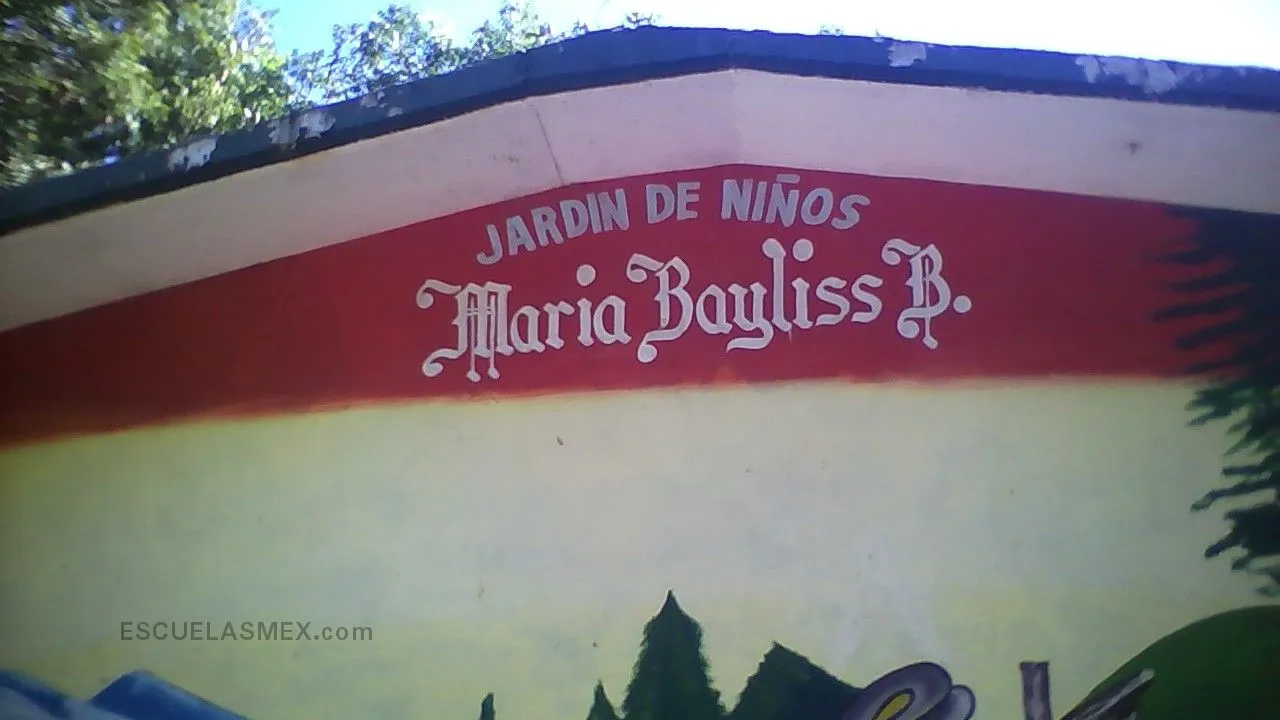 JARDIN DE NIÑOS
Maria Bayliss B.
ESCUELASMEX.com